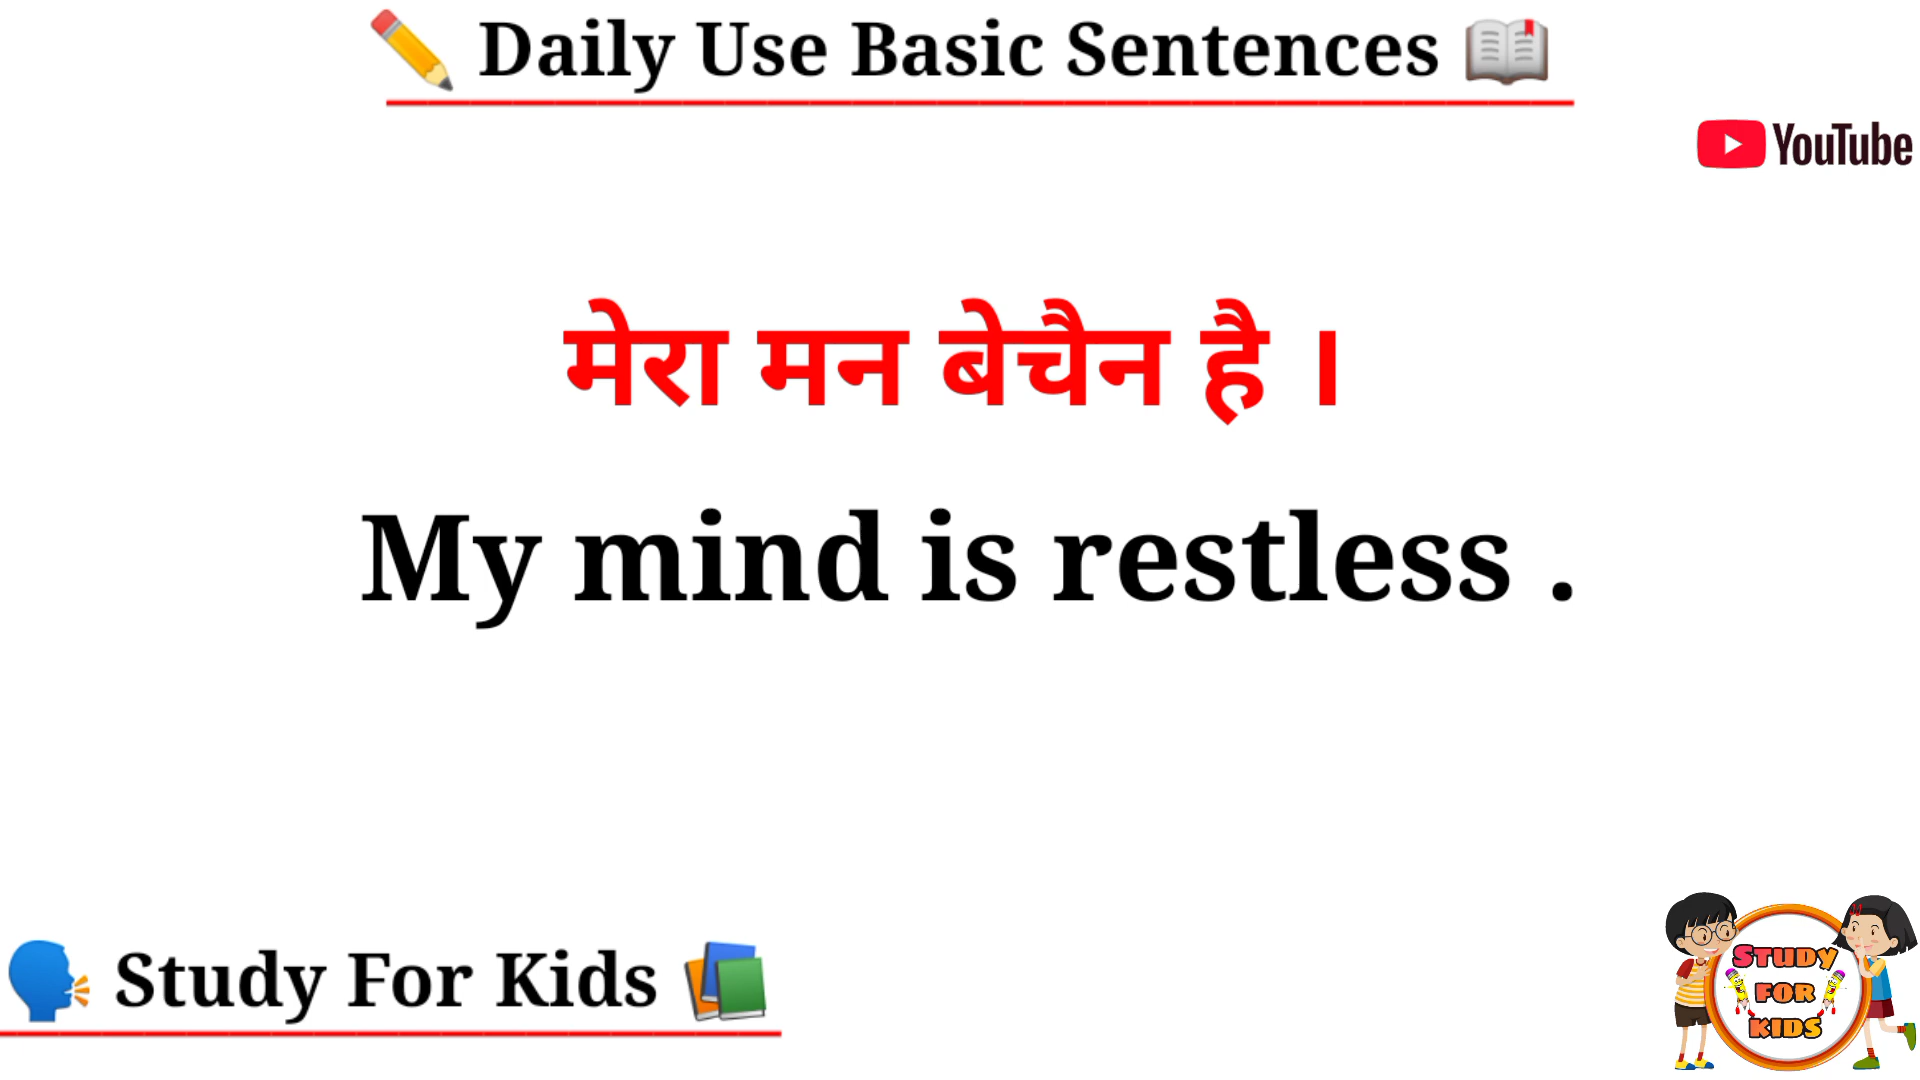 ✏️ Daily Use Basic Sentences 📖
YouTube
मेरा मन बेचैन है ।
My mind is restless .
🗣️ Study For Kids 📚
STUDY
FOR
KIDS